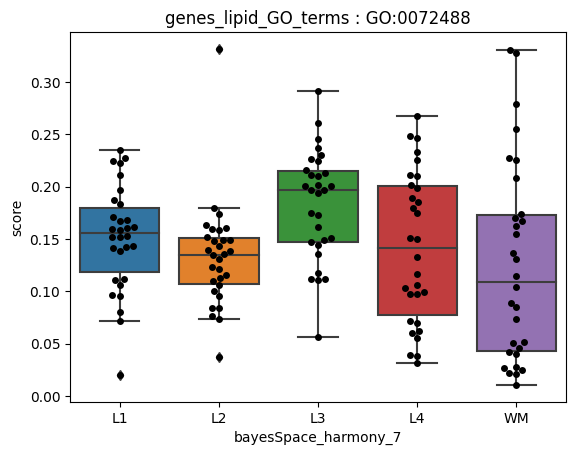 genes_lipid_GO_terms : GO:0072488
score
0.30
0.25
0.20
0.15
0.10
0.05
0.00
L1 L2 L3 L4 WM
bayesSpace_harmony_7